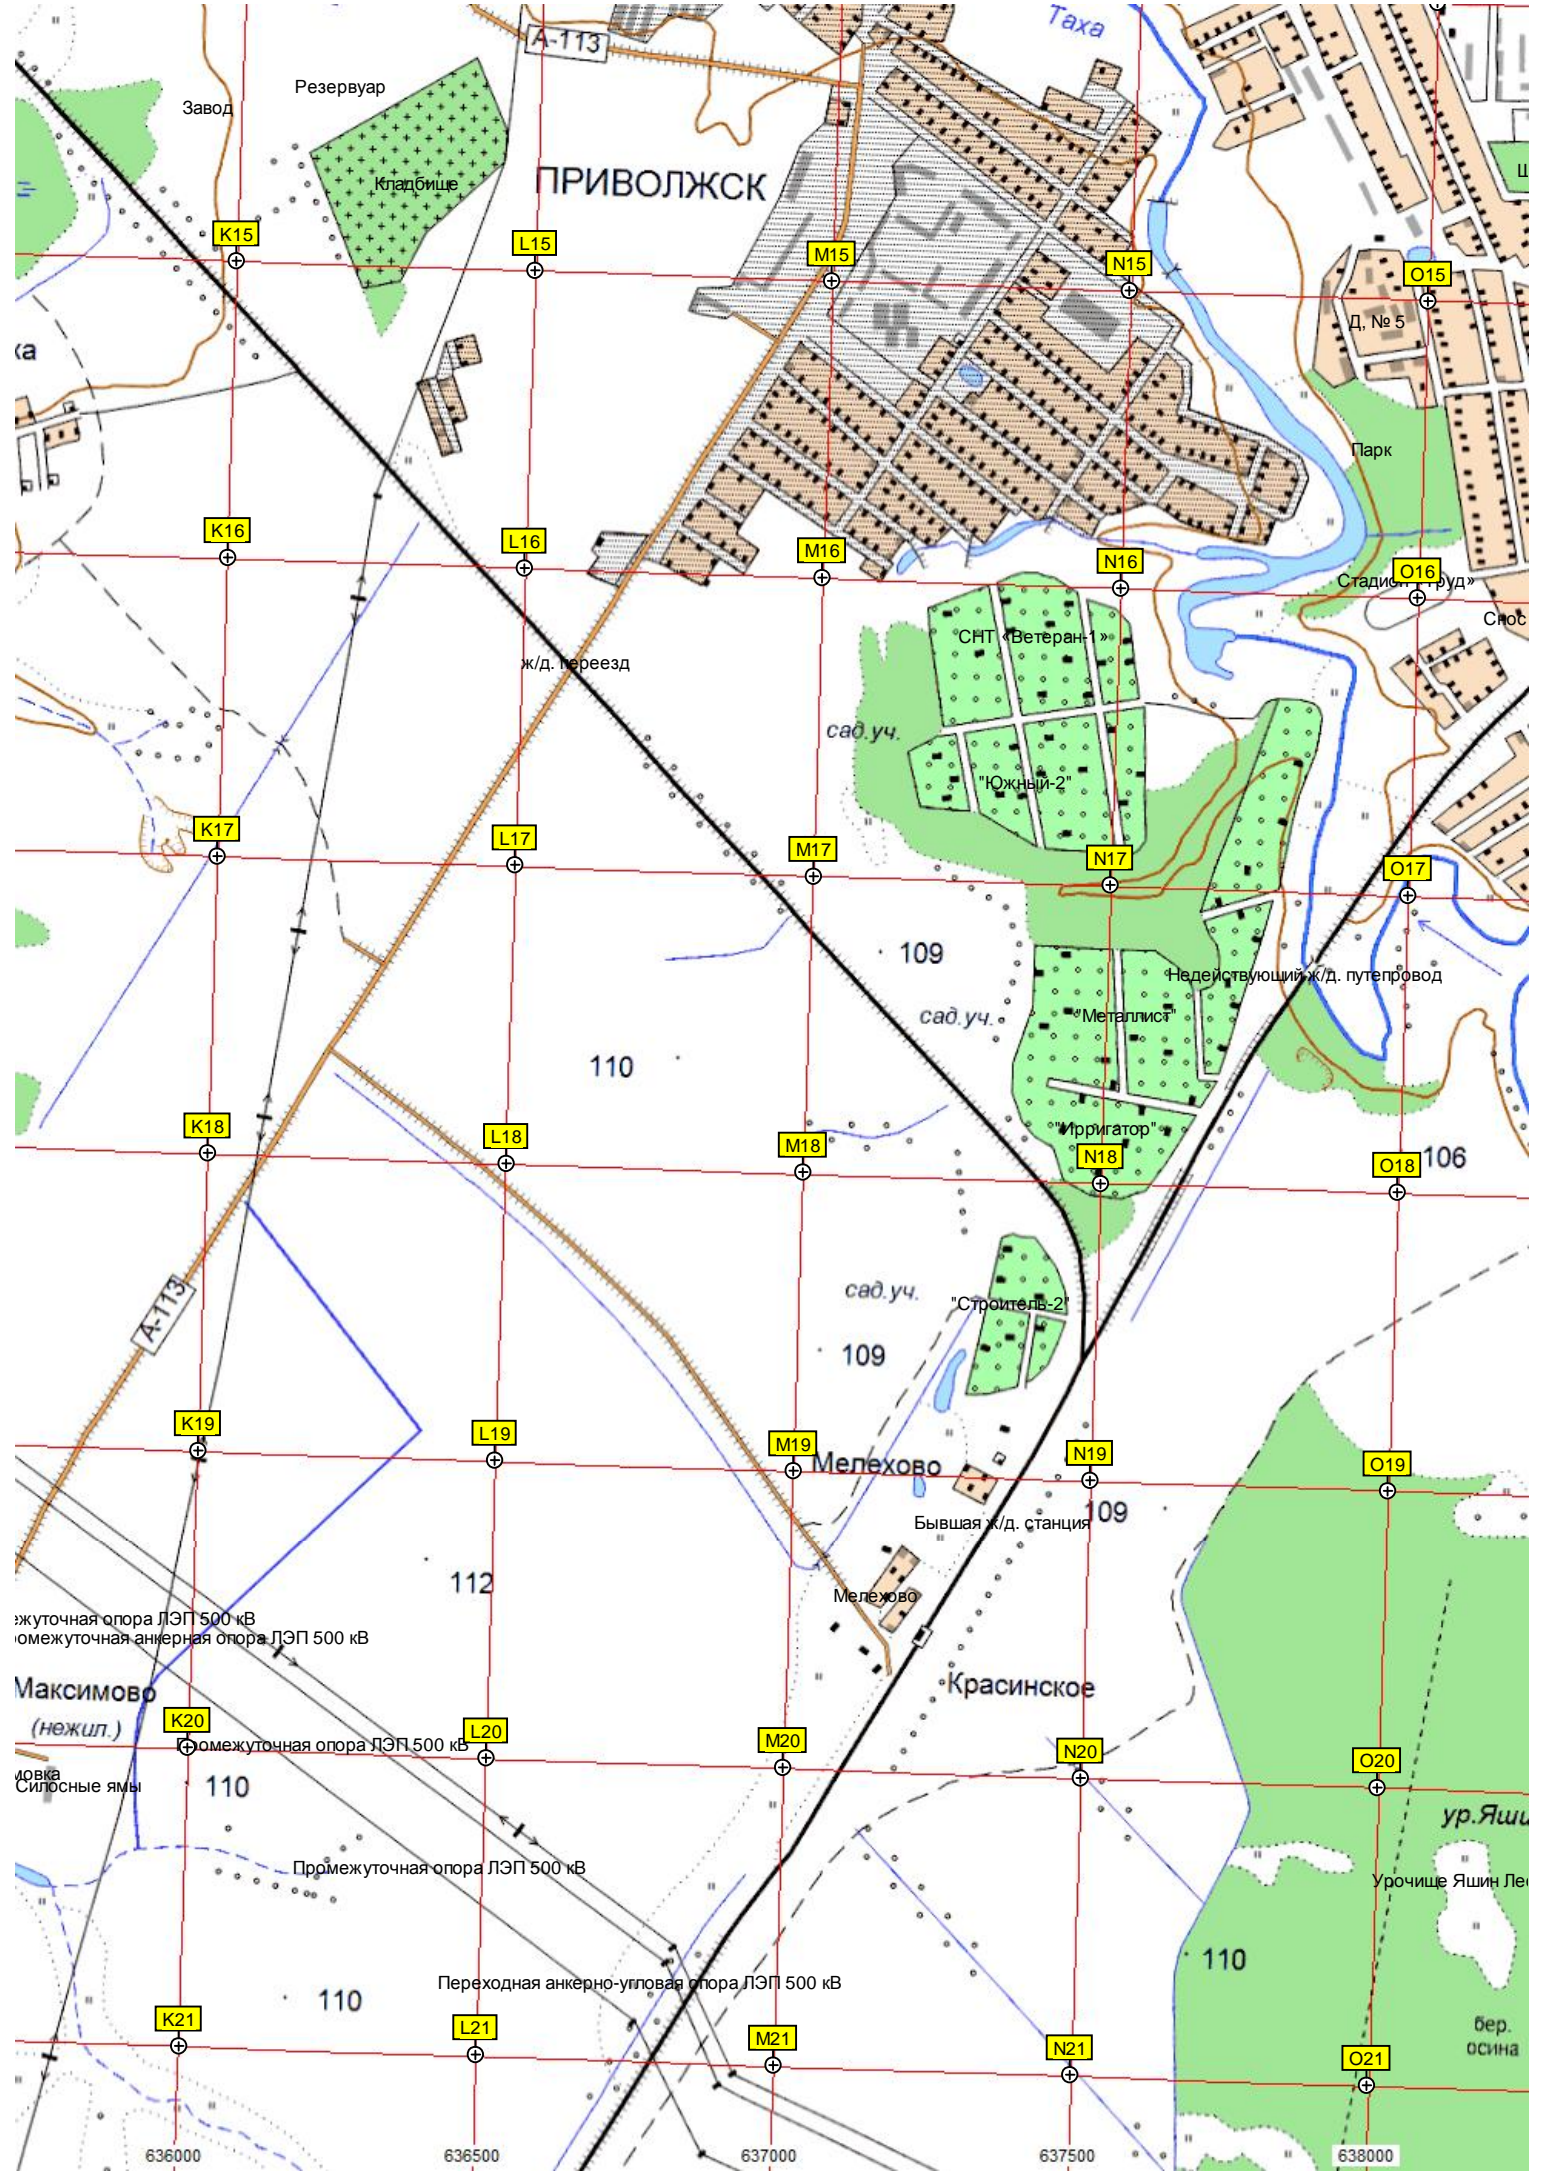 Таха
А-113
Резервуар
Завод
Кладбище
ПРИВОЛЖСК
K15
L15
M15
N15
O15
Д, № 5
ха
Парк
K16
L16
M16
N16
O16
Снос
СНТ «Ветеран-1»
ж/д. переезд
сад.уч.
"Южный-2"
K17
L17
M17
N17
O17
109
Недействующий ж/д. путепровод
сад.уч.
"Металлист"
110
K18
L18
M18
"Ирригатор"
N18
O18
106
сад.уч.
"Строитель-2"
А-113
109
K19
L19
M19
Мелехово
N19
O19
109
Бывшая ж/д. станция
112
Мелехово
ежуточная опора ЛЭП 500 кВ
ромежуточная анкерная опора ЛЭП 500 кВ
Максимово
Красинское
(нежил.)
K20
L20
M20
N20
O20
Промежуточная опора ЛЭП 500 кВ
мовка
Силосные ямы
110
ур.Яши
Промежуточная опора ЛЭП 500 кВ
Урочище Яшин Лес
110
Переходная анкерно-угловая опора ЛЭП 500 кВ
110
K21
L21
M21
N21
O21
бер.
осина
636000
636500
637000
637500
638000